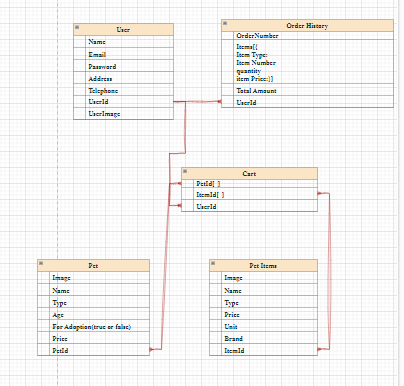 User
Name
Email
Password
Address
Telephone
UserId
UserImage
Order History
OrderNumber
Items[{
Item Type:
Item Number
quantity
item Price:}]
Total Amount
UserId
Cart
PetId[ ]
ItemId[ ]
UserId
Pet
Image
Name
Type
Age
For Adoption(true or false)
Price
PetId
Pet Items
Image
Name
Type
Price
Unit
Brand
ItemId